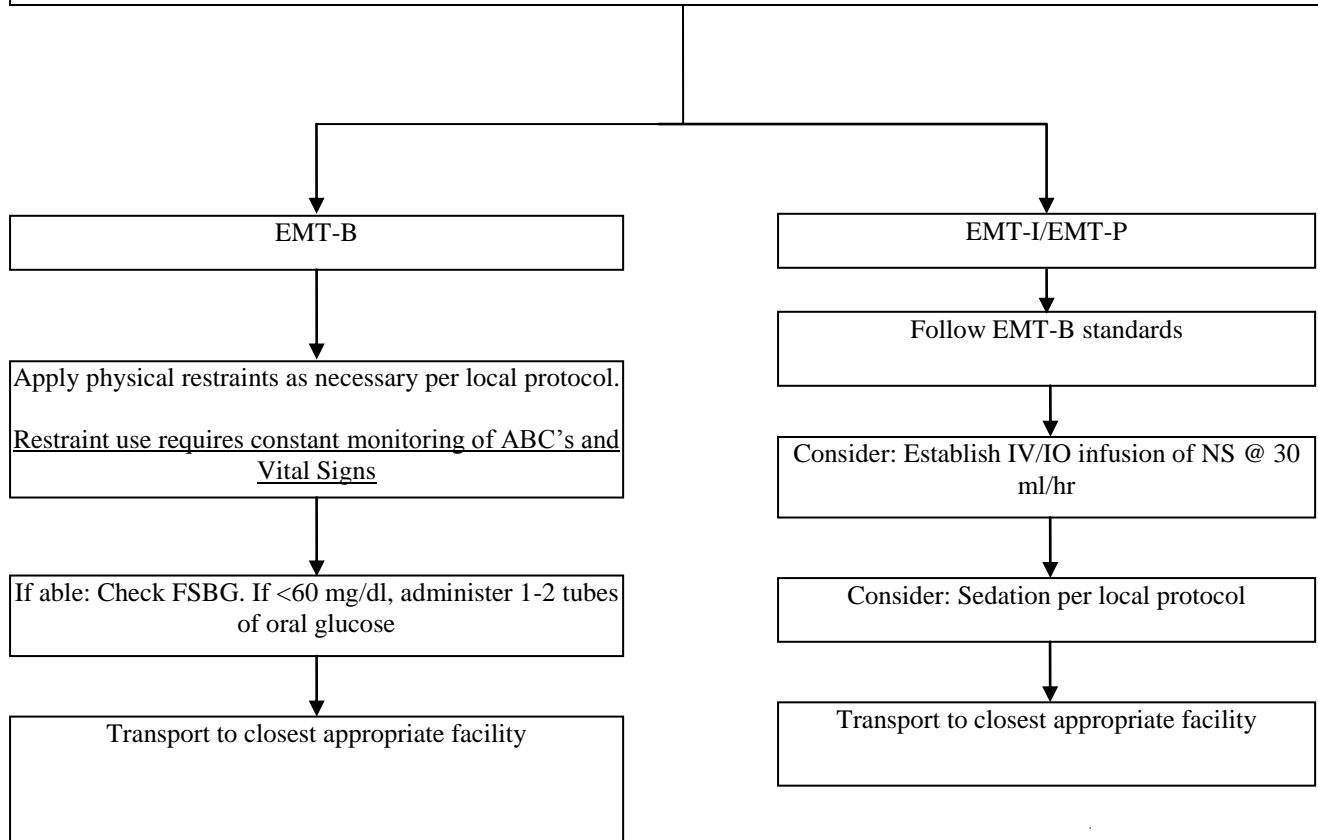 EMT-B
Apply physical restraints as necessary per local protocol.
Restraint use requires constant monitoring of ABC’s and
Vital Signs
If able: Check FSBG. If <60 mg/dl, administer 1-2 tubes
of oral glucose
Transport to closest appropriate facility
EMT-I/EMT-P
Follow EMT-B standards
Consider: Establish IV/IO infusion of NS @ 30
ml/hr
Consider: Sedation per local protocol
Transport to closest appropriate facility